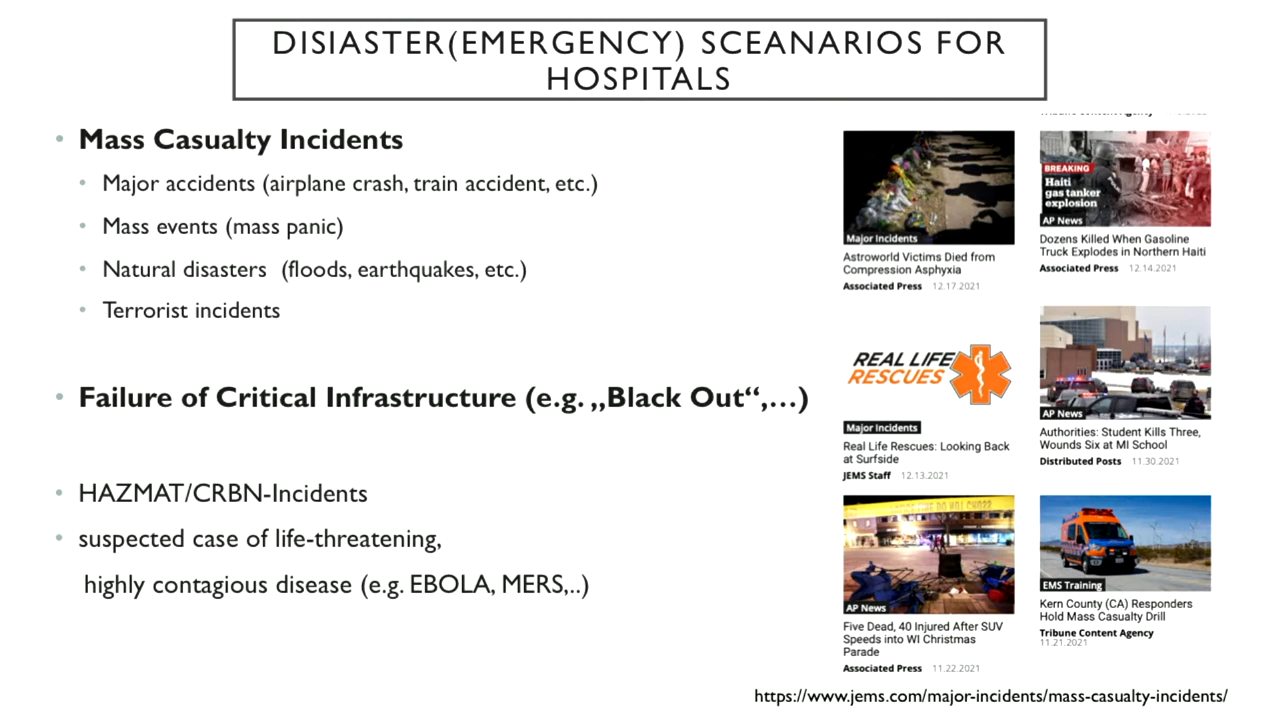 DISIASTER(EMERGENCY) SCEANARIOS FOR
HOSPITALS
• Mass Casualty Incidents
• Major accidents (airplane crash, train accident, etc.)
• Mass events (mass panic)
• Natural disasters (floods, earthquakes, etc.)
• Terrorist incidents
• Failure of Critical Infrastructure (e.g. „Black Out“,…)
• HAZMAT/CRBN-Incidents
• suspected case of life-threatening,
highly contagious disease (e.g. EBOLA, MERS,..)
Major Incidents
Astroworld Victims Died from
Compression Asphyxia
Associated Press 12.17.2021
REAL LIFE
RESCUES
Major Incidents
Real Life Rescues: Looking Back
at Surfside
JEMS Staff 12.13.2021
AP News
Five Dead, 40 Injured After SUV
Speeds into WI Christmas
Parade
Associated Press 11.22.2021
Tribune Content Agency
BREAKING
Haiti
gas tanker
explosion
AP News
Dozens Killed When Gasoline
Truck Explodes in Northern Haiti
Associated Press 12.14.2021
AP News
Authorities: Student Kills Three,
Wounds Six at MI School
Distributed Posts 11.30.2021
EMS Training
Kern County (CA) Responders
Hold Mass Casualty Drill
Tribune Content Agency
11.21.2021
https://www.jems.com/major-incidents/mass-casualty-incidents/